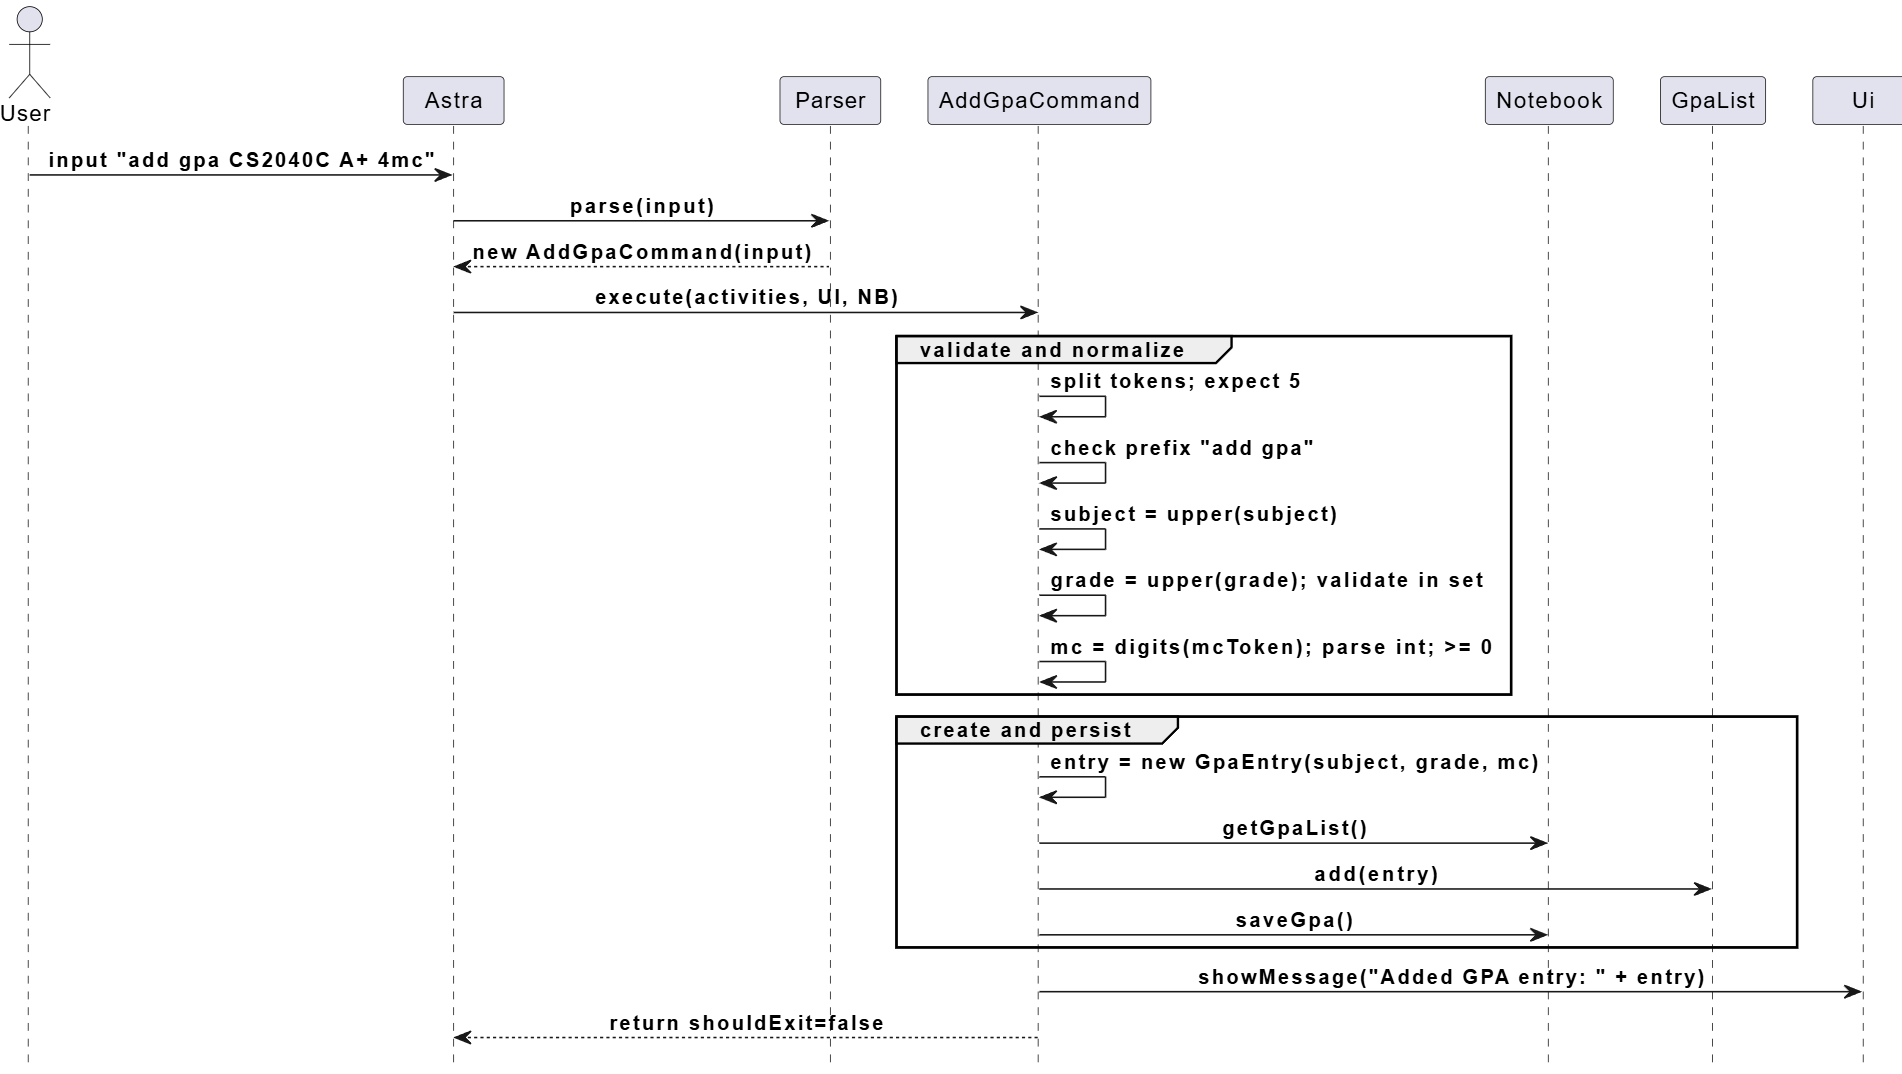 User
Astra
Parser
AddGpaCommand
Notebook
GpaList
Ui
input "add gpa CS2040C A+ 4mc"
parse(input)
new AddGpaCommand(input)
execute(activities, UI, NB)
validate and normalize
split tokens; expect 5
check prefix "add gpa"
subject = upper(subject)
grade = upper(grade); validate in set
mc = digits(mcToken); parse int; >= 0
create and persist
entry = new GpaEntry(subject, grade, mc)
getGpaList()
add(entry)
saveGpa()
showMessage("Added GPA entry: " + entry)
return shouldExit=false